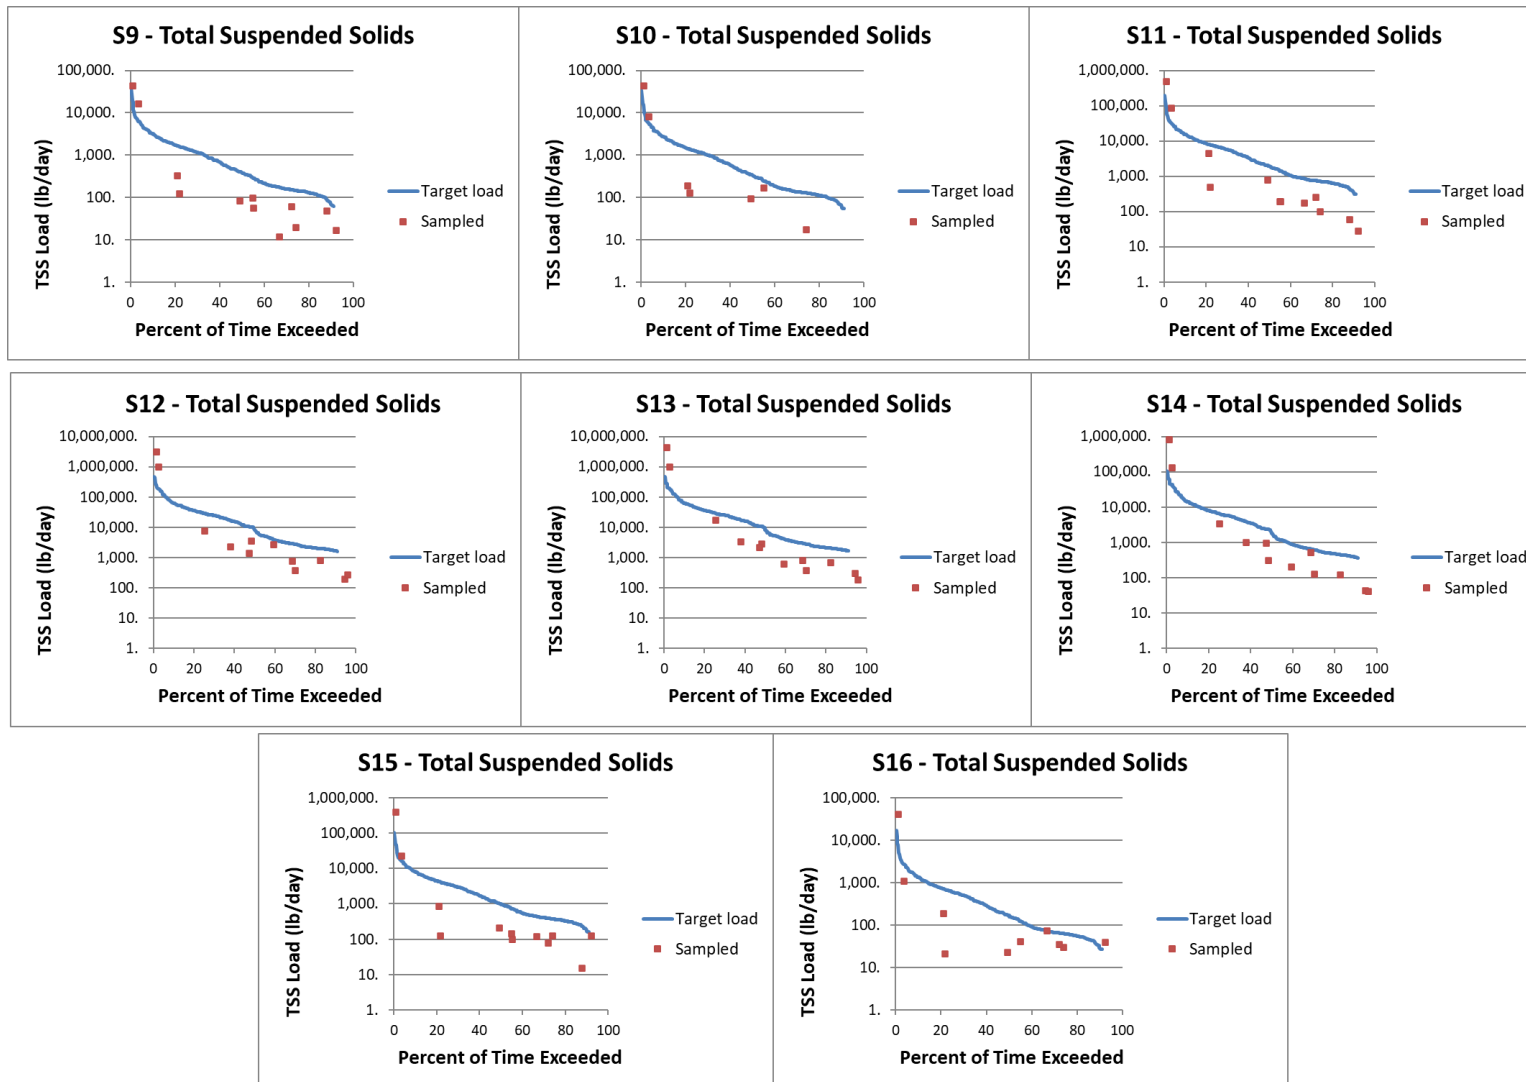 S9 - Total Suspended Solids
100,000.
10,000.
1,000.
100.
10.
1.
0 20 40 60 80 100
TSS Load (lb/day)
Percent of Time Exceeded
Target load
Sampled
S10 - Total Suspended Solids
100,000.
10,000.
1,000.
100.
10.
1.
0 20 40 60 80 100
TSS Load (lb/day)
Percent of Time Exceeded
Target load
Sampled
S11 - Total Suspended Solids
1,000,000.
100,000.
10,000.
1,000.
100.
10.
1.
0 20 40 60 80 100
TSS Load (lb/day)
Percent of Time Exceeded
Target load
Sampled
S12 - Total Suspended Solids
10,000,000.
1,000,000.
100,000.
10,000.
1,000.
100.
10.
1.
0 20 40 60 80 100
TSS Load (lb/day)
Percent of Time Exceeded
Target load
Sampled
S13 - Total Suspended Solids
10,000,000.
1,000,000.
100,000.
10,000.
1,000.
100.
10.
1.
0 20 40 60 80 100
TSS Load (lb/day)
Percent of Time Exceeded
Target load
Sampled
S14 - Total Suspended Solids
1,000,000.
100,000.
10,000.
1,000.
100.
10.
1.
0 20 40 60 80 100
TSS Load (lb/day)
Percent of Time Exceeded
Target load
Sampled
S15 - Total Suspended Solids
1,000,000.
100,000.
10,000.
1,000.
100.
10.
1.
0 20 40 60 80 100
TSS Load (lb/day)
Percent of Time Exceeded
Target load
Sampled
S16 - Total Suspended Solids
100,000.
10,000.
1,000.
100.
10.
1.
0 20 40 60 80 100
TSS Load (lb/day)
Percent of Time Exceeded
Target load
Sampled